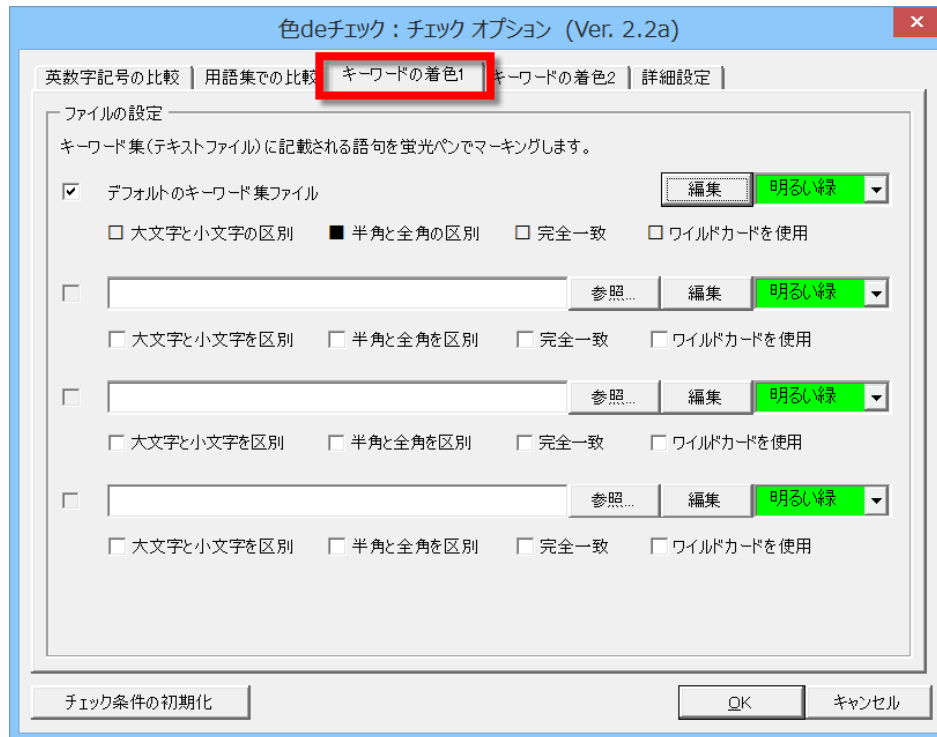 色deチェック : チェック オプション (Ver. 2.2a)
英数字記号の比較 用語集での比較 キーワードの着色1 キーワードの着色2 詳細設定
ファイルの設定
キーワード集(テキストファイル)に記載される語句を蛍光ペンでマーキングします。
デフォルトのキーワード集ファイル 編集 明るい緑
□ 大文字と小文字の区別 ■ 半角と全角の区別 □ 完全一致 □ ワイルドカードを使用
参照... 編集 明るい緑
大文字と小文字を区別 半角と全角を区別 完全一致 ワイルドカードを使用
参照... 編集 明るい緑
大文字と小文字を区別 半角と全角を区別 完全一致 ワイルドカードを使用
参照... 編集 明るい緑
大文字と小文字を区別 半角と全角を区別 完全一致 ワイルドカードを使用
チェック条件の初期化 OK キャンセル